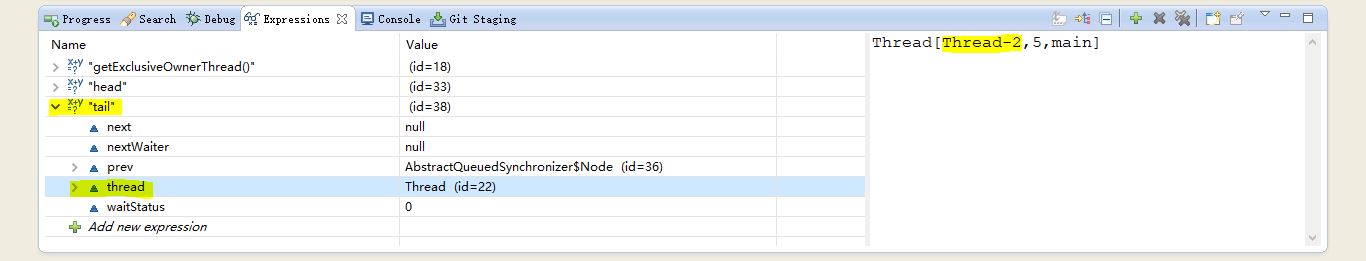 Progress Search Debug Expressions Console Git Staging
Name Value
"getExclusiveOwnerThread()" (id=18)
"head" (id=33)
"tail" (id=38)
next null
nextWaiter null
prev AbstractQueuedSynchronizer$Node (id=36)
thread Thread (id=22)
waitStatus 0
Add new expression
Thread[Thread-2,5,main]